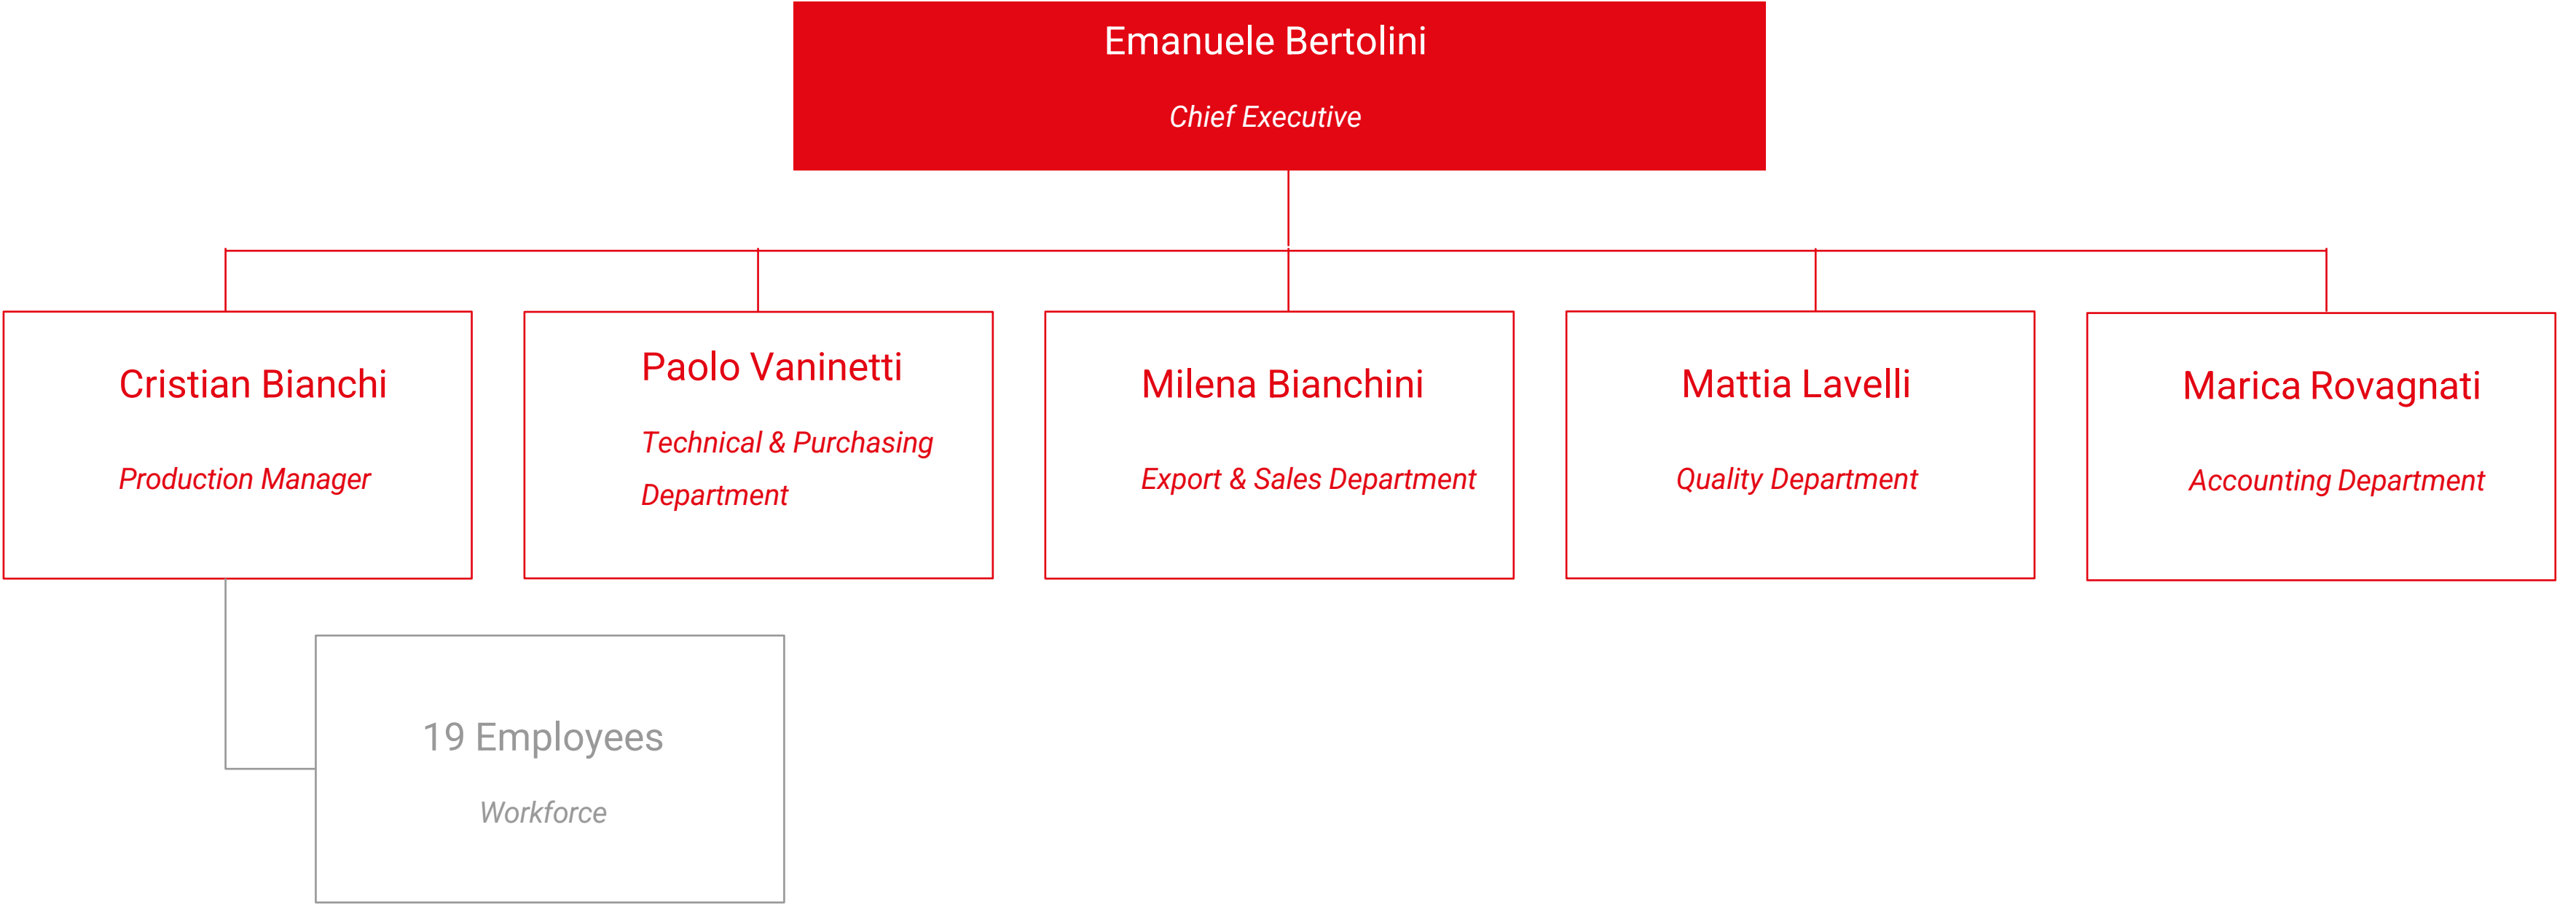 Emanuele Bertolini
Chief Executive
Cristian Bianchi
Production Manager
Paolo Vaninetti
Technical & Purchasing
Department
Milena Bianchini
Export & Sales Department
Mattia Lavelli
Quality Department
Marica Rovagnati
Accounting Department
19 Employees
Workforce